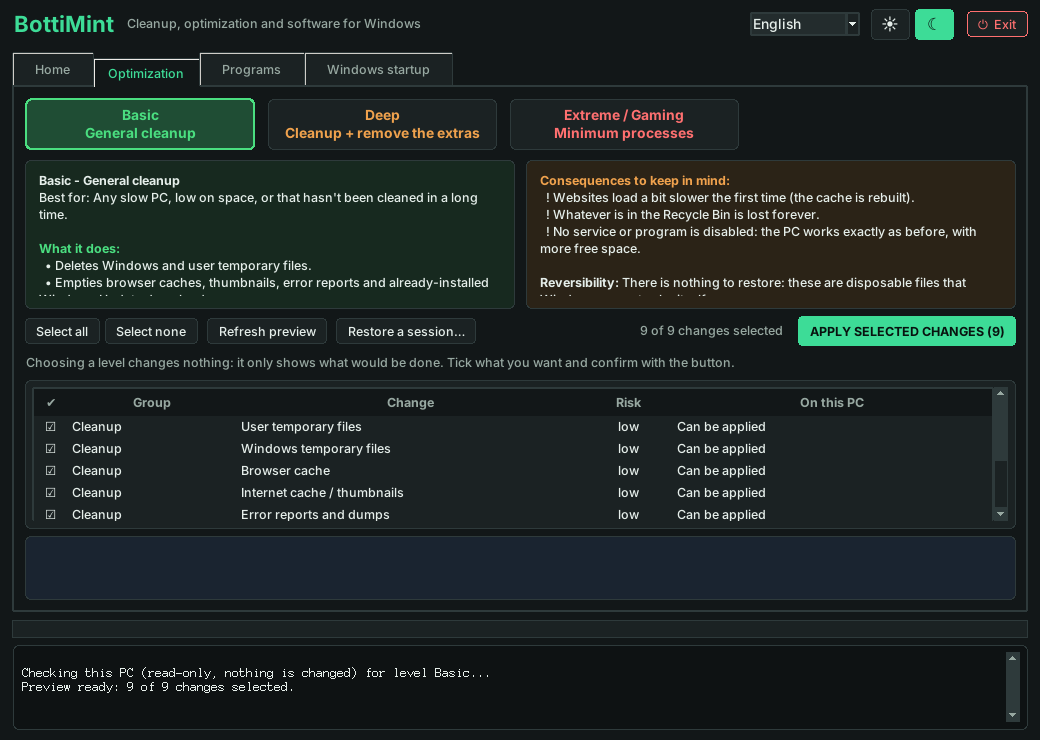 BottiMint
Cleanup, optimization and software for Windows
English
Exit
Home
Optimization
Programs
Windows startup
Basic
General cleanup
Deep
Cleanup + remove the extras
Extreme / Gaming
Minimum processes
Basic - General cleanup
Best for: Any slow PC, low on space, or that hasn't been cleaned in a long
time.
What it does:
• Deletes Windows and user temporary files.
• Empties browser caches, thumbnails, error reports and already-installed
Consequences to keep in mind:
! Websites load a bit slower the first time (the cache is rebuilt).
! Whatever is in the Recycle Bin is lost forever.
! No service or program is disabled: the PC works exactly as before, with
more free space.
Reversibility: There is nothing to restore: these are disposable files that
Select all
Select none
Refresh preview
Restore a session...
9 of 9 changes selected
APPLY SELECTED CHANGES (9)
Choosing a level changes nothing: it only shows what would be done. Tick what you want and confirm with the button.
✔ Group Change Risk On this PC
☑ Cleanup User temporary files low Can be applied
☑ Cleanup Windows temporary files low Can be applied
☑ Cleanup Browser cache low Can be applied
☑ Cleanup Internet cache / thumbnails low Can be applied
☑ Cleanup Error reports and dumps low Can be applied
Checking this PC (read-only, nothing is changed) for level Basic...
Preview ready: 9 of 9 changes selected.